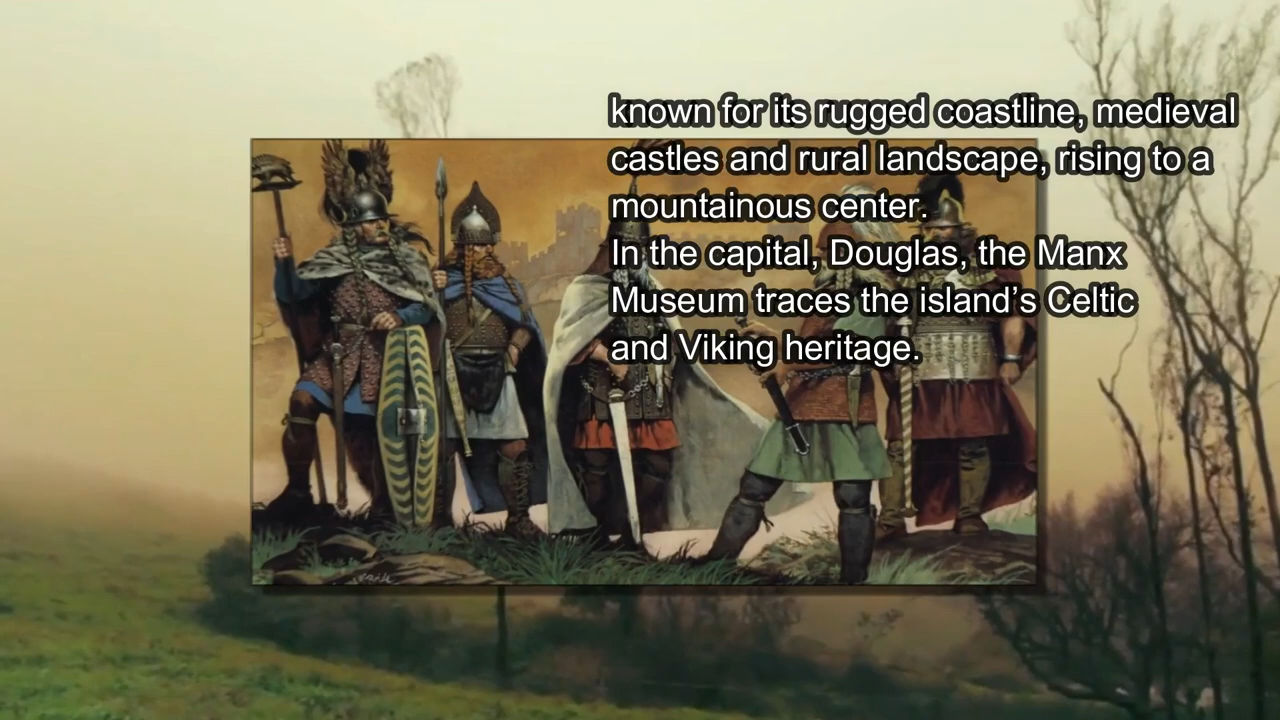 known for its rugged coastline, medieval
castles and rural landscape, rising to a
mountainous center.
In the capital, Douglas, the Manx
Museum traces the island’s Celtic
and Viking heritage.